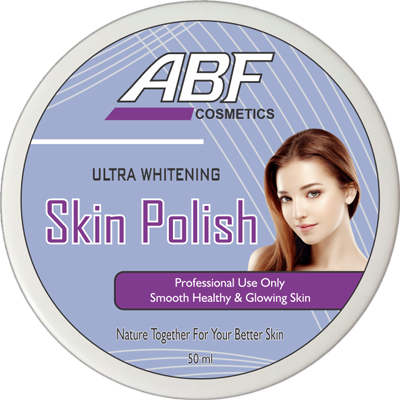 ABF
COSMETICS
ULTRA WHITENING
Skin Polish
Professional Use Only
Smooth Healthy & Glowing Skin
Nature Together For Your Better Skin
50 ml